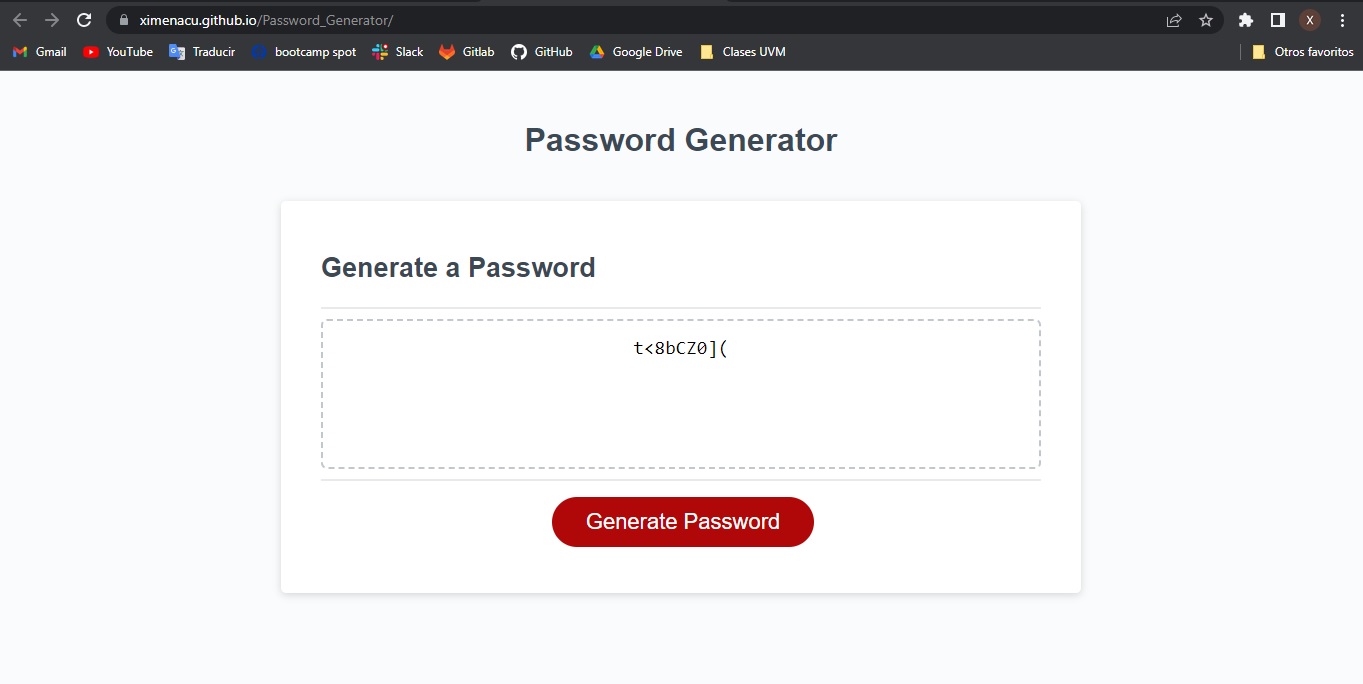 ximenacu.github.io/Password_Generator/
X
Gmail YouTube Traducir bootcamp spot Slack Gitlab GitHub Google Drive Clases UVM Otros favoritos
Password Generator
Generate a Password
t<8bCZ0](
Generate Password